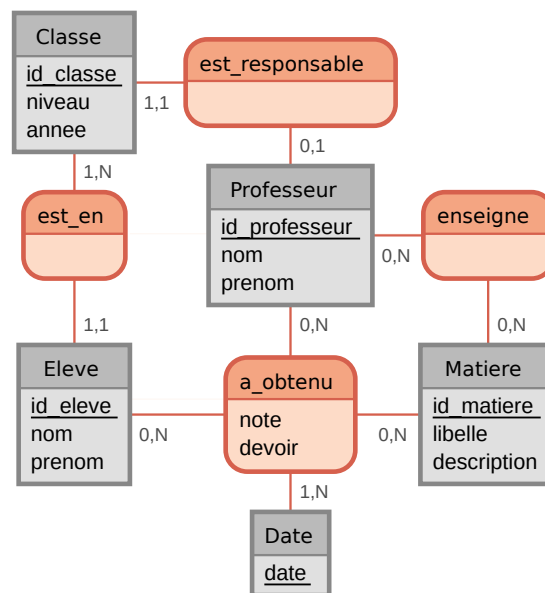 Classe
id_classe
niveau
annee
1,1
est_responsable
0,1
1,N
est_en
1,1
Professeur
id_professeur
nom
prenom
0,N
enseigne
0,N
0,N
Eleve
id_eleve
nom
prenom
0,N
a_obtenu
note
devoir
0,N
Matiere
id_matiere
libelle
description
1,N
Date
date